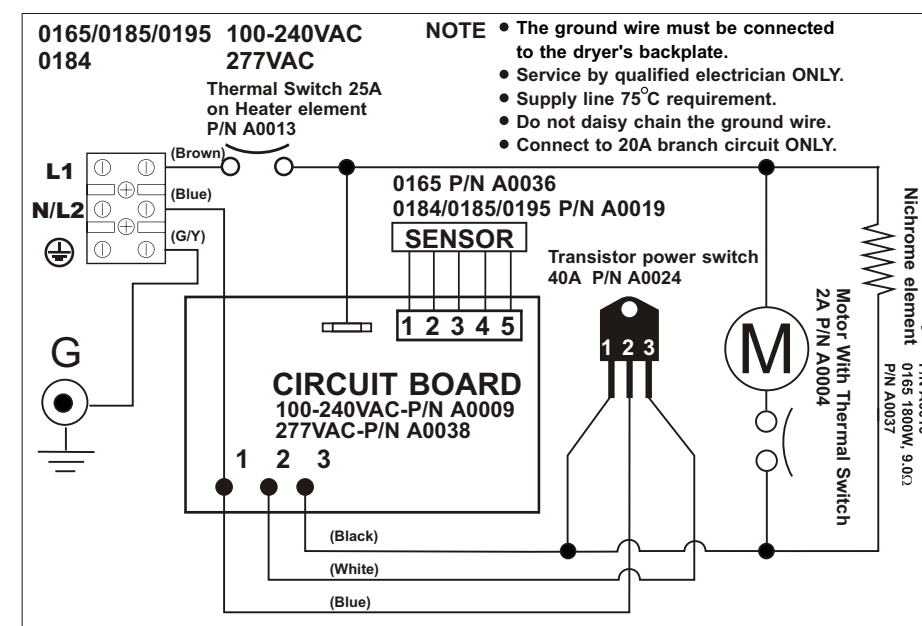 0165/0185/0195 100-240VAC
0184 277VAC
Thermal Switch 25A
on Heater element
P/N A0013
NOTE • The ground wire must be connected
to the dryer's backplate.
• Service by qualified electrician ONLY.
• Supply line 75°C requirement.
• Do not daisy chain the ground wire.
• Connect to 20A branch circuit ONLY.
L1
N/L2
(Brown)
(Blue)
(G/Y)
G
0165 P/N A0036
0184/0185/0195 P/N A0019
SENSOR
1 2 3 4 5
CIRCUIT BOARD
100-240VAC-P/N A0009
277VAC-P/N A0038
1 2 3
Transistor power switch
40A P/N A0024
1 2 3
M
Motor With Thermal Switch
2A P/N A0004
Nichrome element
0165 1800W, 9.0Ω
P/N A0037
(Black)
(White)
(Blue)